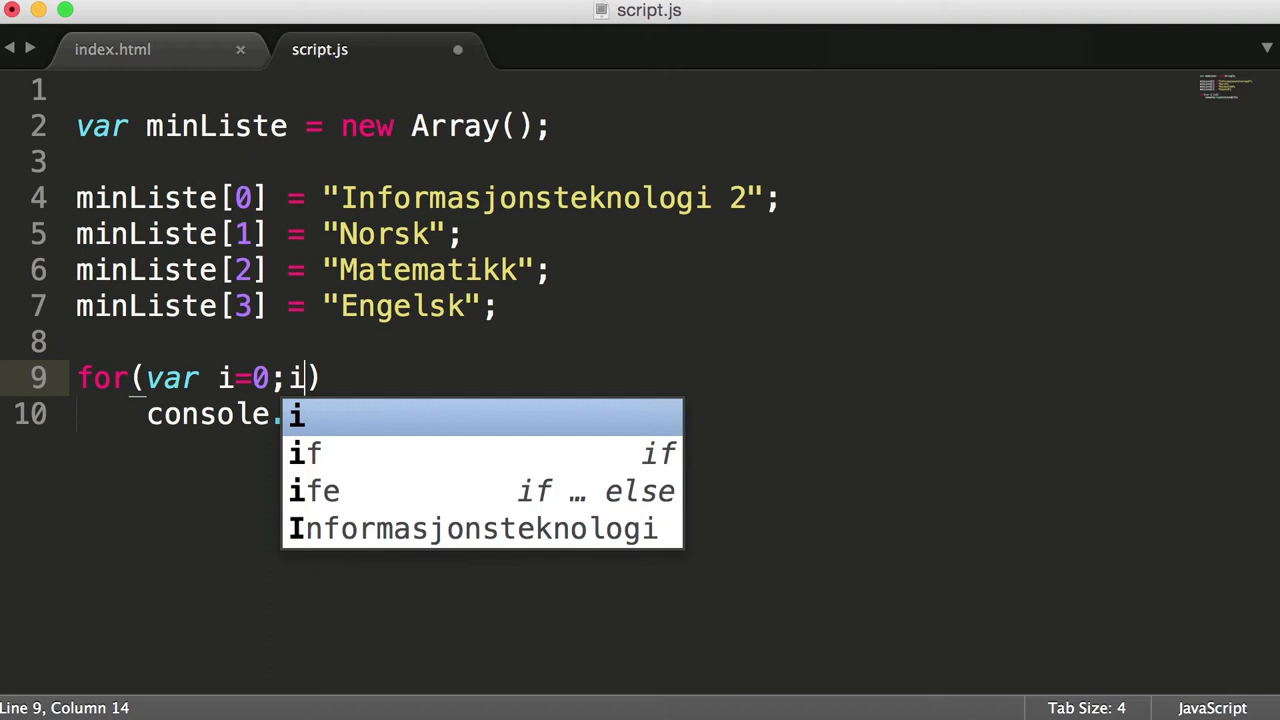 script.js
index.html × script.js
1
2 var minListe = new Array();
3
4 minListe[0] = "Informasjonsteknologi 2";
5 minListe[1] = "Norsk";
6 minListe[2] = "Matematikk";
7 minListe[3] = "Engelsk";
8
9 for(var i=0;i)
10 console.
i
if if
ife if … else
Informasjonsteknologi
Line 9, Column 14 Tab Size: 4 JavaScript